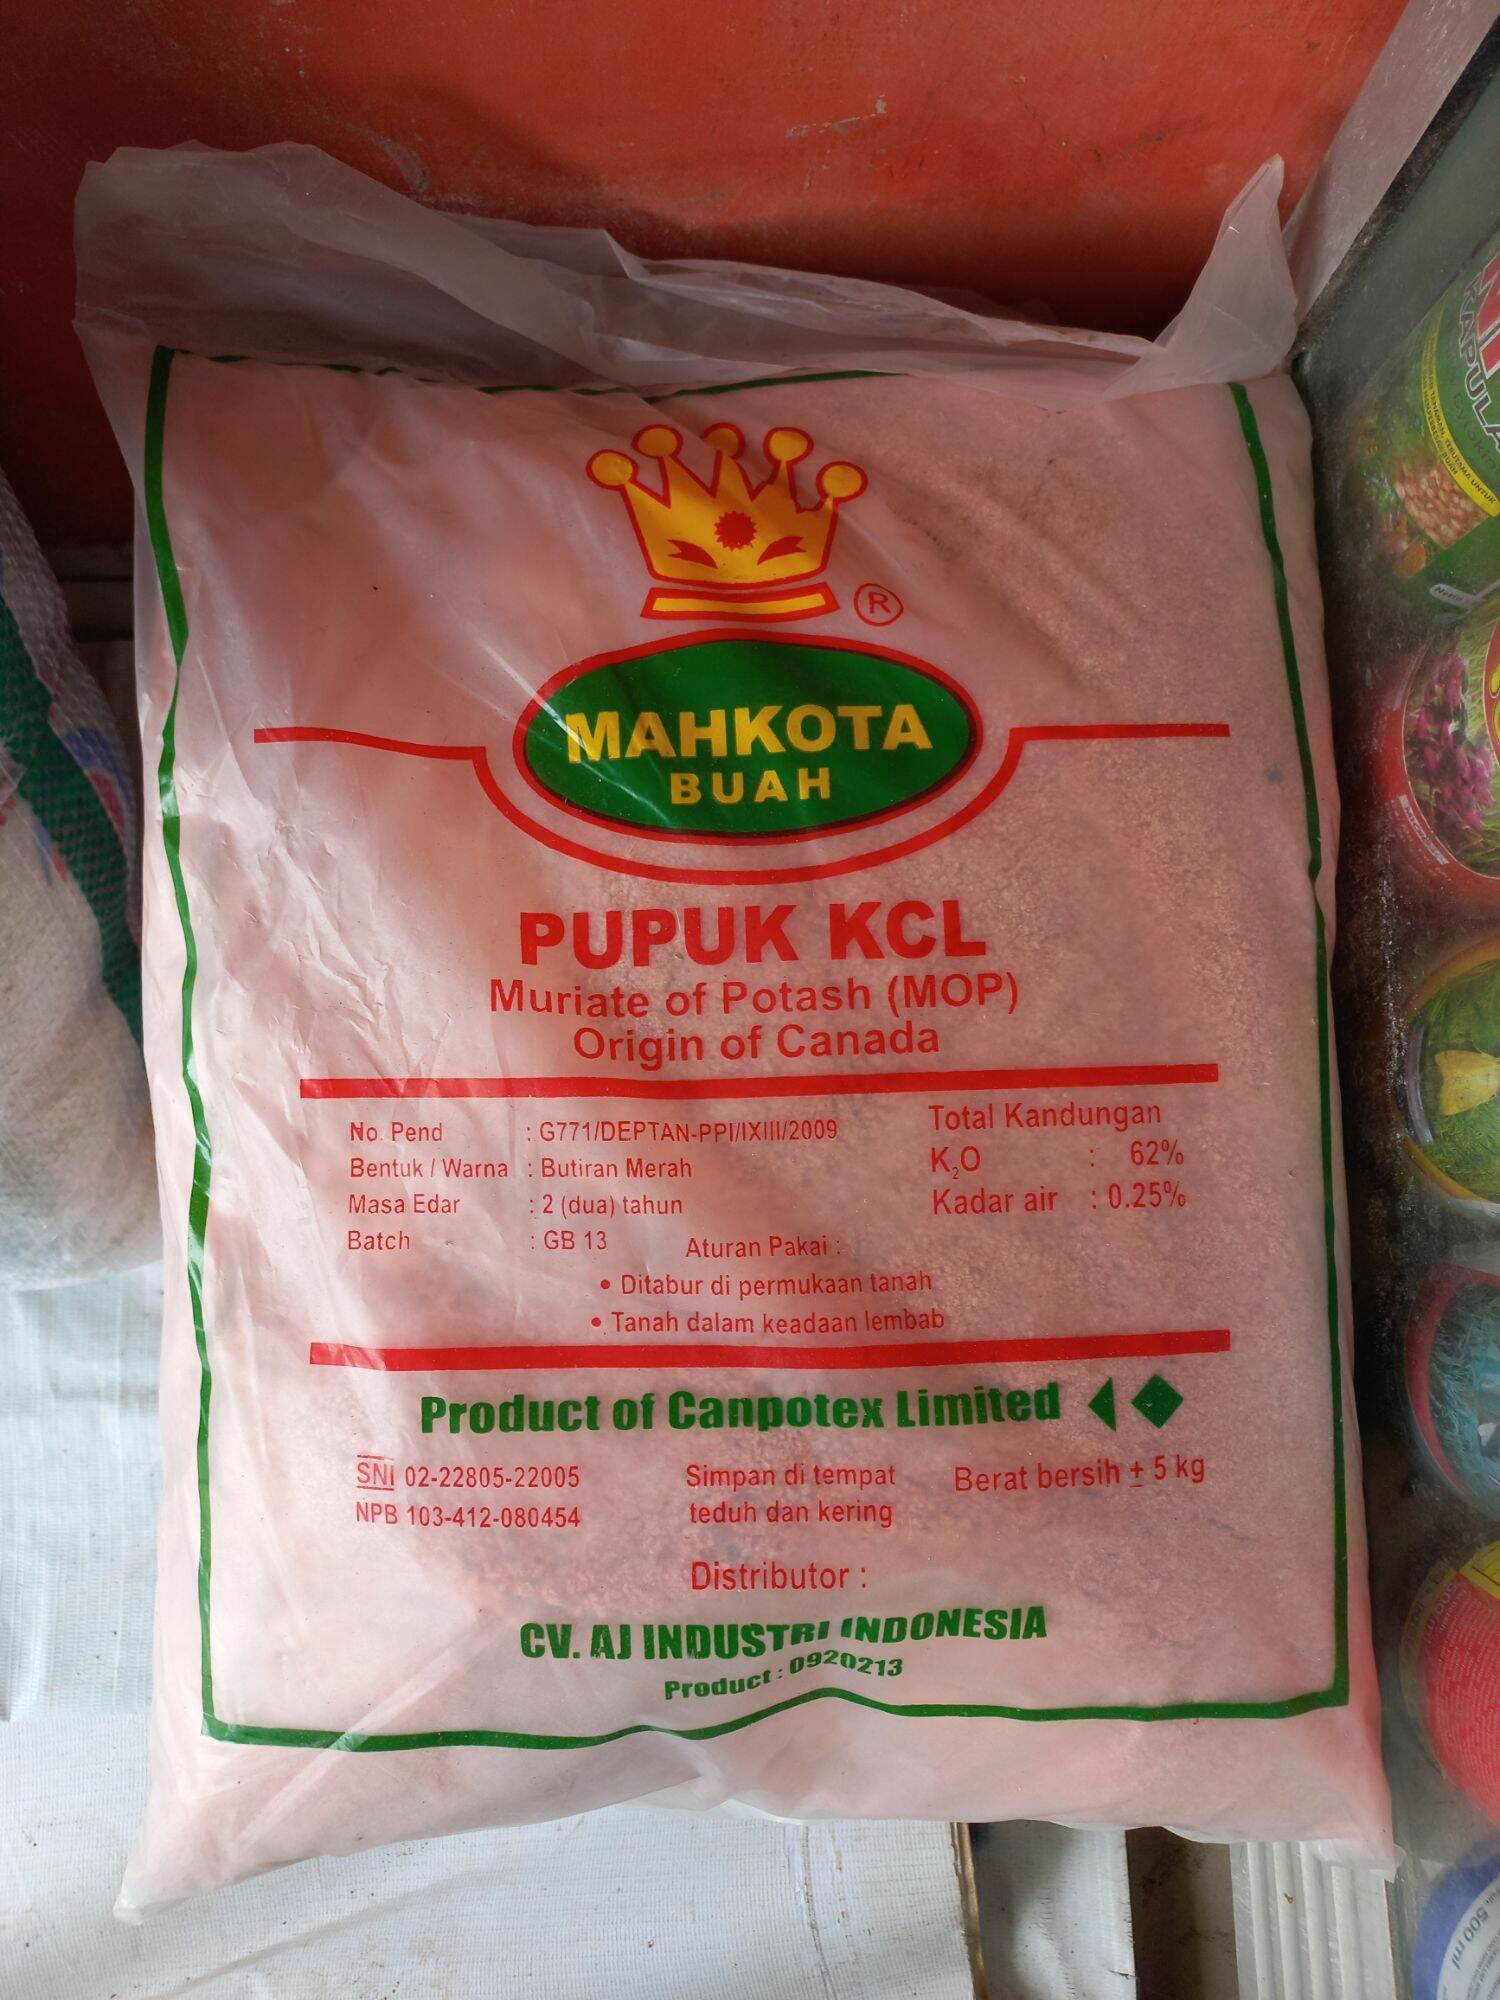 ®
MAHKOTA
BUAH
PUPUK KCL
Muriate of Potash (MOP)
Origin of Canada
No. Pend : G771/DEPTAN-PPI/IXIII/2009
Bentuk / Warna : Butiran Merah
Masa Edar : 2 (dua) tahun
Batch : GB 13
Total Kandungan
K₂O : 62%
Kadar air : 0.25%
Aturan Pakai :
• Ditabur di permukaan tanah
• Tanah dalam keadaan lembab
Product of Canpotex Limited
SNI 02-22805-22005
NPB 103-412-080454
Simpan di tempat
teduh dan kering
Berat bersih ± 5 kg
Distributor :
CV. AJ INDUSTRI INDONESIA
Product : 0920213
500 ml